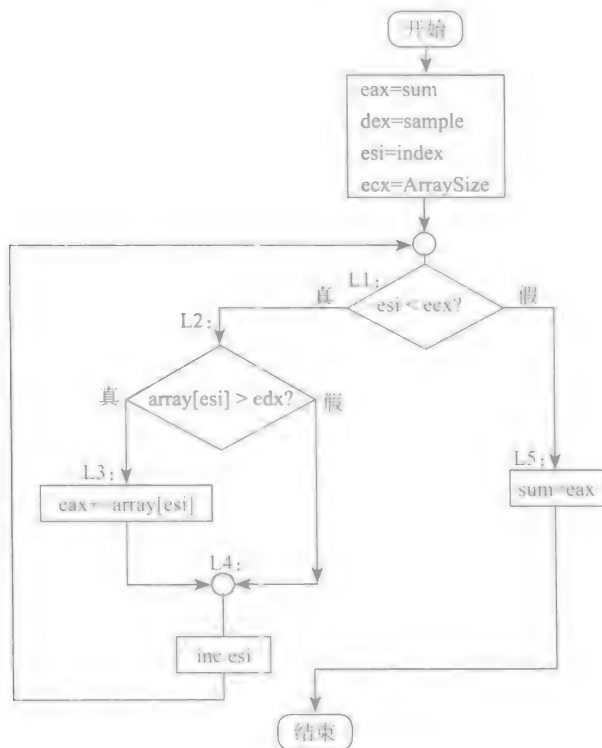 开始
eax=sum
dex=sample
esi=index
ecx=ArraySize
L1:
真
esi < ecx?
假
L2:
真
array[esi] > edx?
假
L3:
eax+=array[esi]
L5:
sum=eax
L4:
inc esi
结束